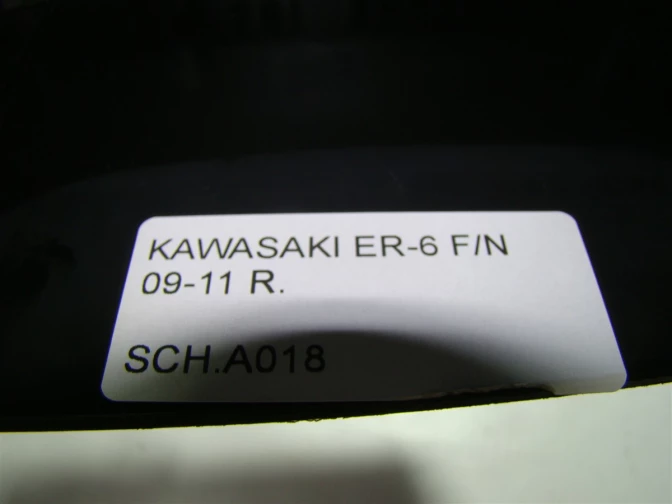 KAWASAKI ER-6 F/N
09-11 R.
SCH.A018